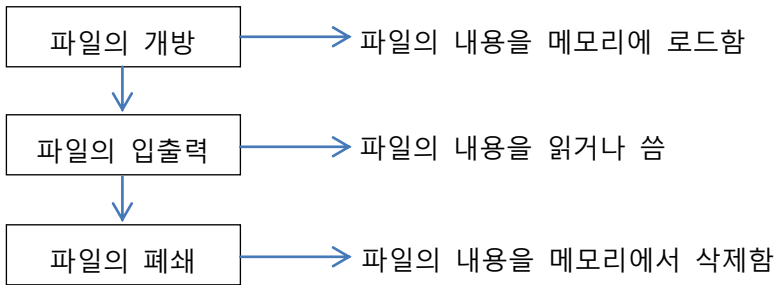 파일의 개방 파일의 내용을 메모리에 로드함
파일의 입출력 파일의 내용을 읽거나 씀
파일의 폐쇄 파일의 내용을 메모리에서 삭제함